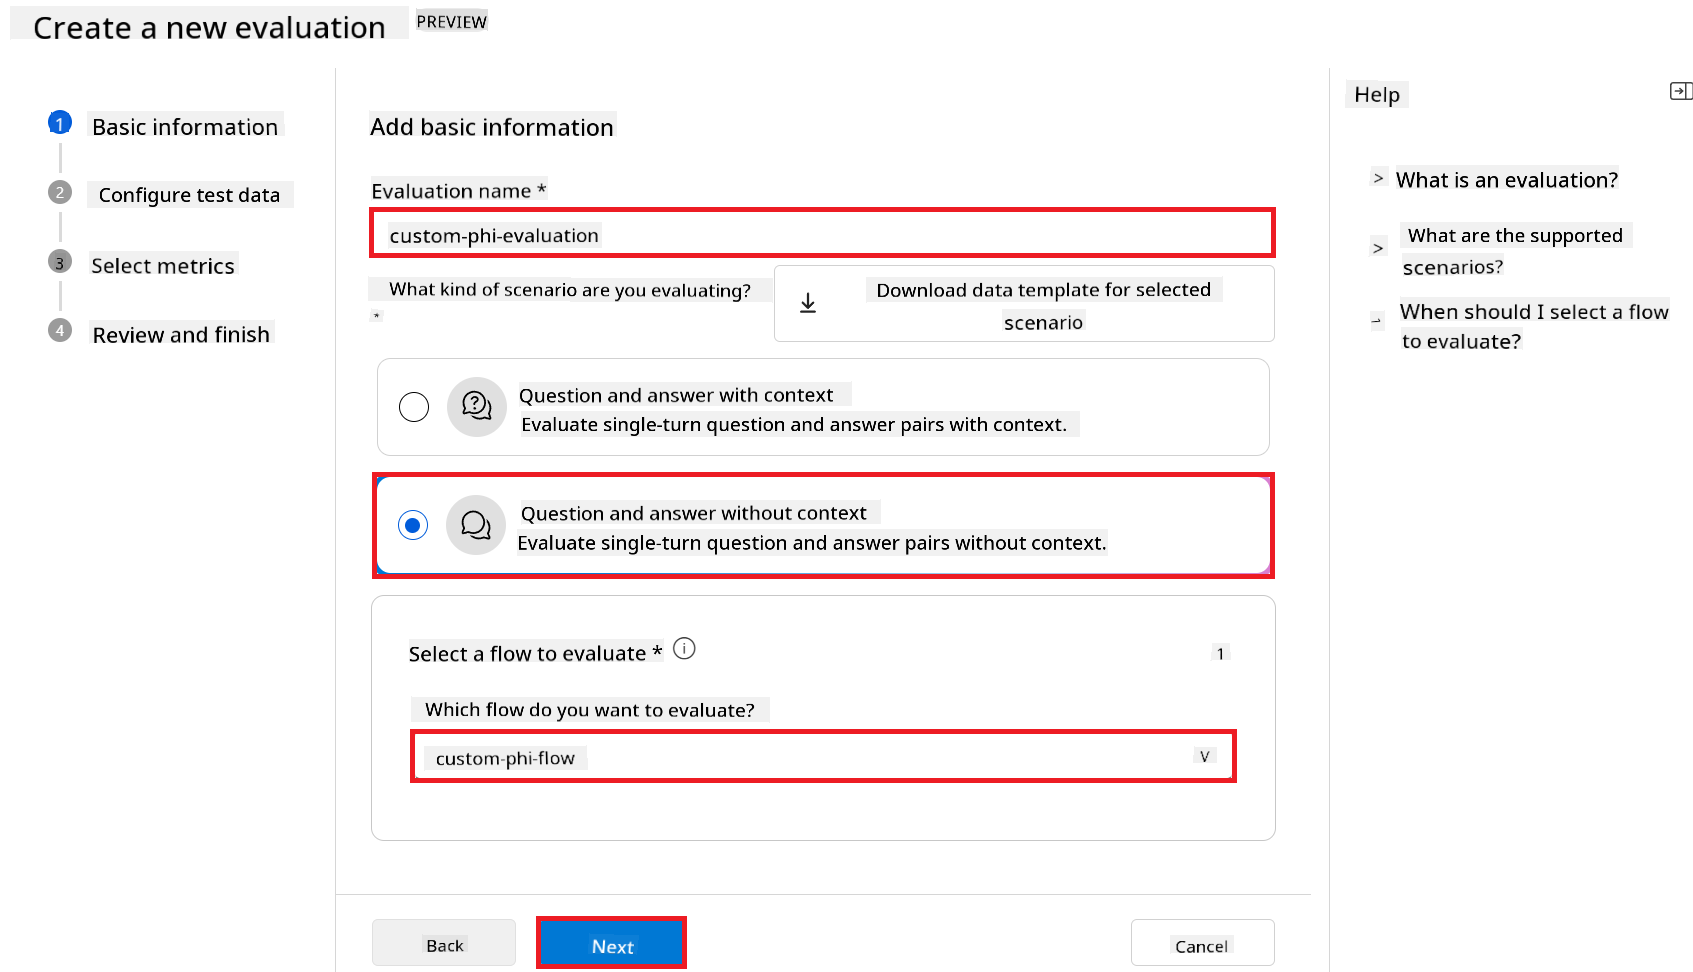 Create a new evaluation PREVIEW
1 Basic information
2 Configure test data
3 Select metrics
4 Review and finish
Add basic information
Evaluation name *
custom-phi-evaluation
What kind of scenario are you evaluating?
*
Download data template for selected
scenario
Question and answer with context
Evaluate single-turn question and answer pairs with context.
Question and answer without context
Evaluate single-turn question and answer pairs without context.
Select a flow to evaluate *
1
Which flow do you want to evaluate?
custom-phi-flow V
Back
Next
Cancel
Help
> What is an evaluation?
> What are the supported
scenarios?
When should I select a flow
to evaluate?